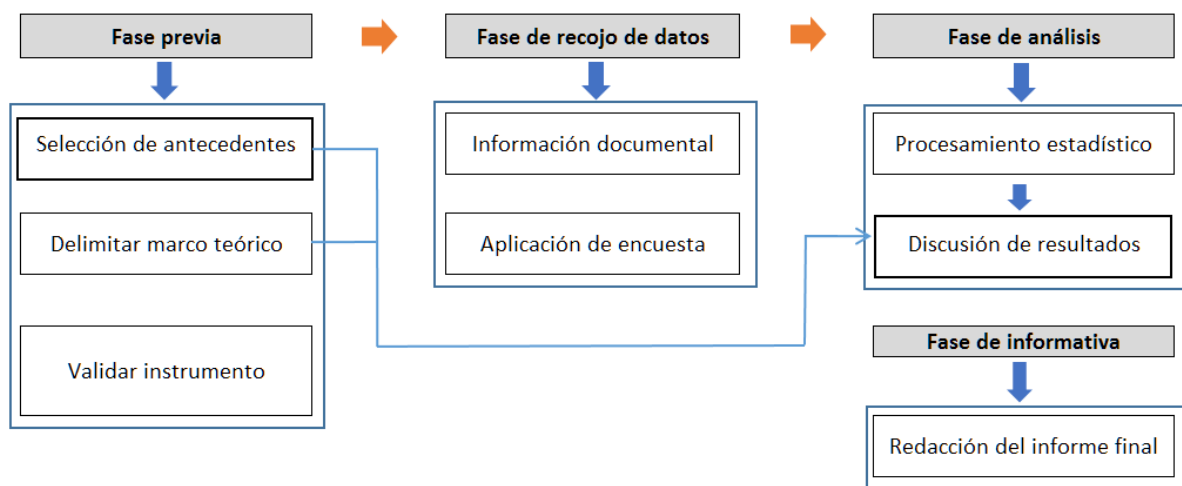 Fase previa
Selección de antecedentes
Delimitar marco teórico
Validar instrumento
Fase de recojo de datos
Información documental
Aplicación de encuesta
Fase de análisis
Procesamiento estadístico
Discusión de resultados
Fase de informativa
Redacción del informe final